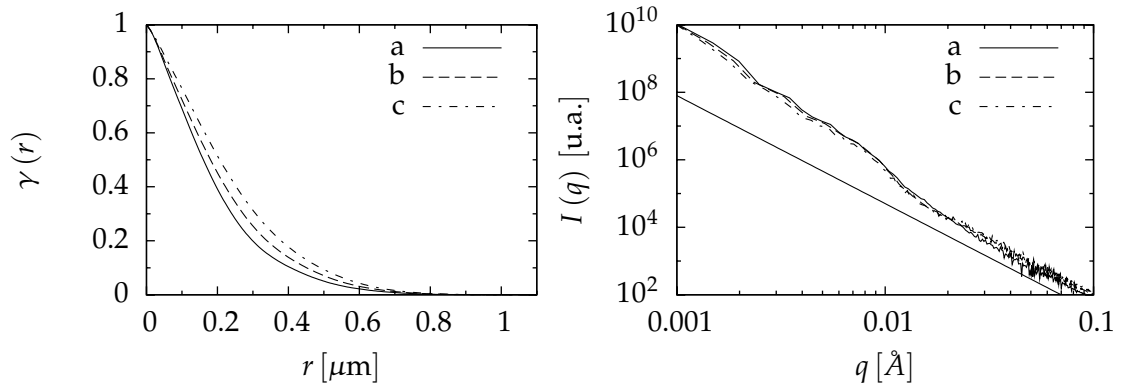 γ (r)
1
0.8
0.6
0.4
0.2
0
0 0.2 0.4 0.6 0.8 1
r [μm]
a
b
c
I (q) [u.a.]
10^10
10^8
10^6
10^4
10^2
0.001 0.01 0.1
q [Å]
a
b
c